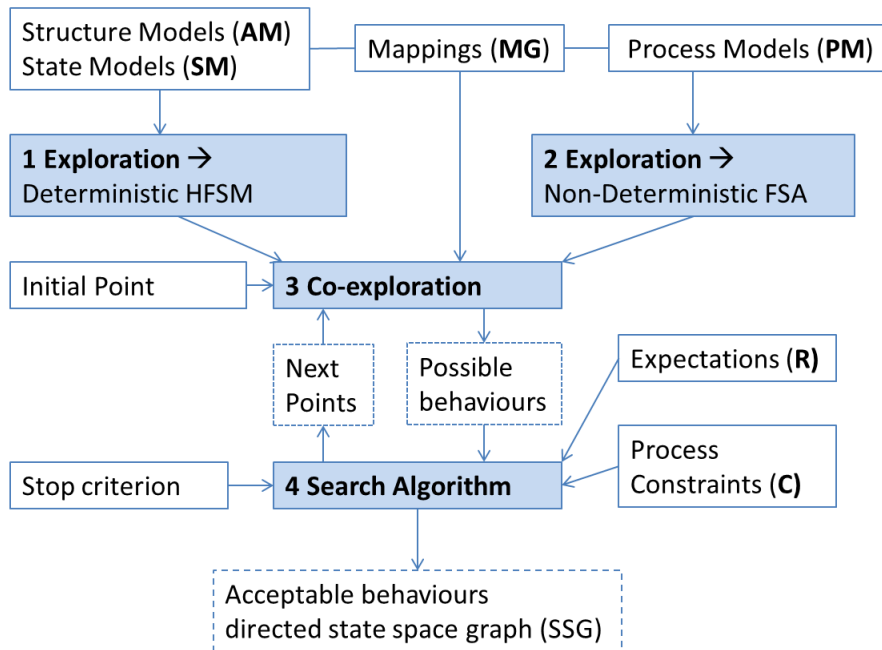 Structure Models (AM)
State Models (SM)
Mappings (MG)
Process Models (PM)
1 Exploration →
Deterministic HFSM
2 Exploration →
Non-Deterministic FSA
Initial Point
3 Co-exploration
Next
Points
Possible
behaviours
Expectations (R)
Process
Constraints (C)
Stop criterion
4 Search Algorithm
Acceptable behaviours
directed state space graph (SSG)